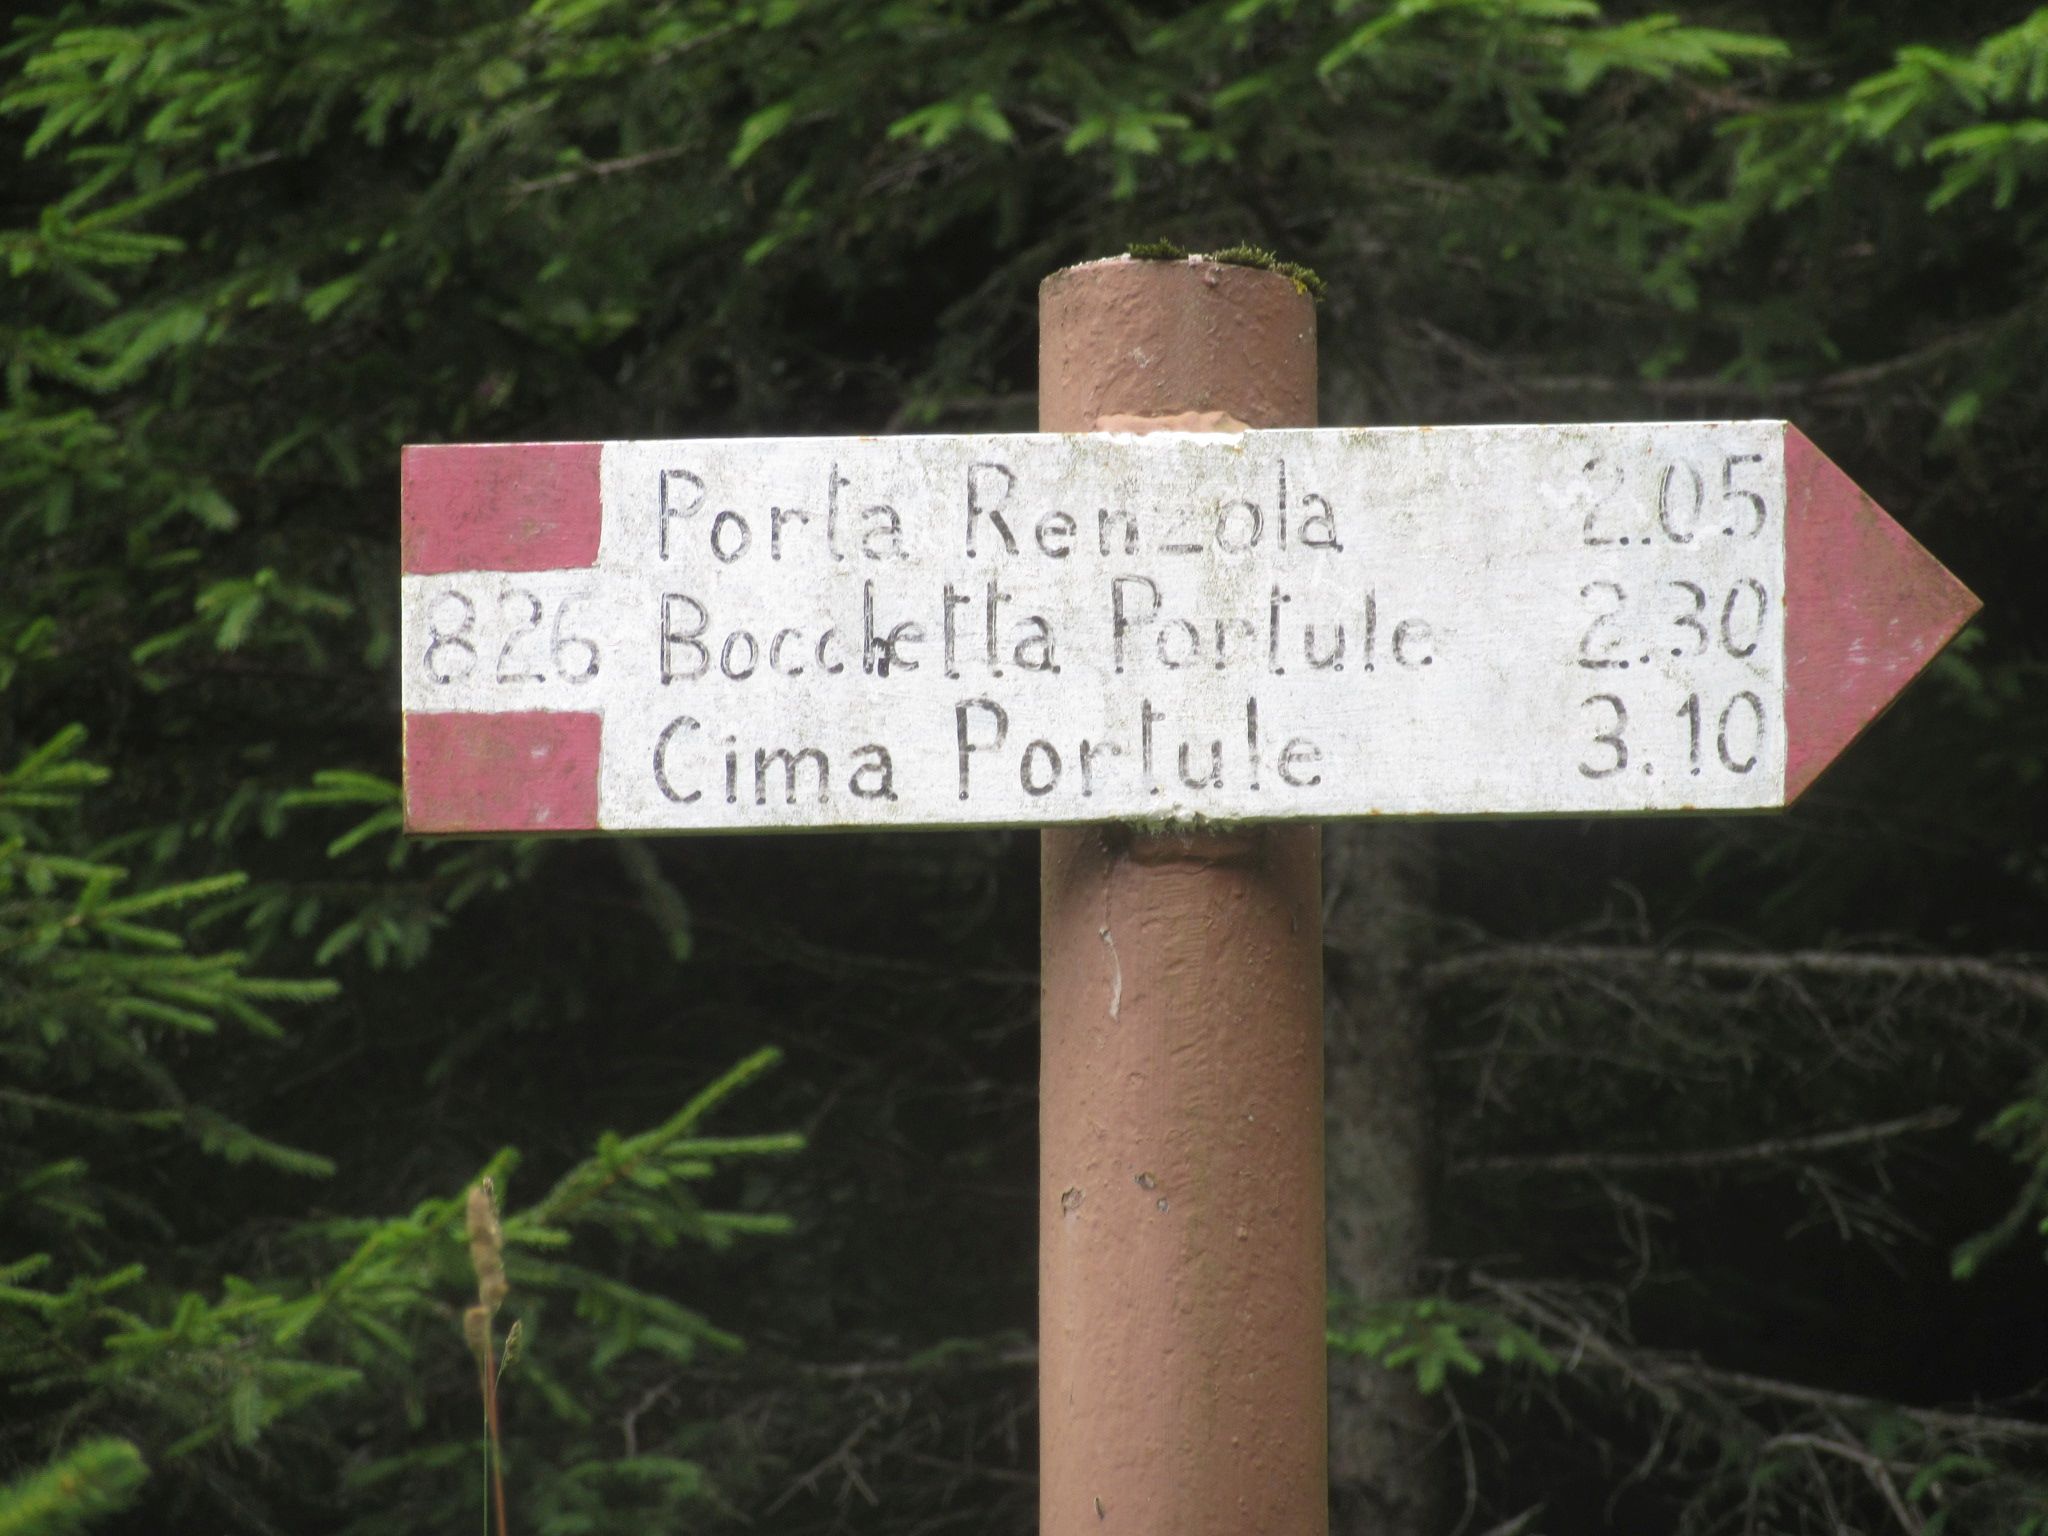 Porta Renzola 2.05
826 Bocchetta Portule 2.30
Cima Portule 3.10